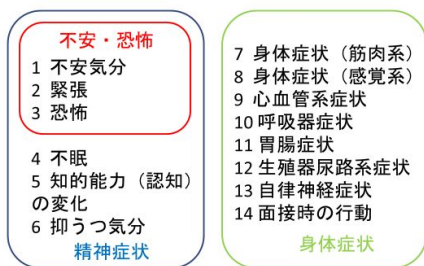 不安・恐怖
1 不安気分
2 緊張
3 恐怖
4 不眠
5 知的能力（認知）
の変化
6 抑うつ気分
精神症状
7 身体症状（筋肉系）
8 身体症状（感覚系）
9 心血管系症状
10 呼吸器症状
11 胃腸症状
12 生殖器尿路系症状
13 自律神経症状
14 面接時の行動
身体症状